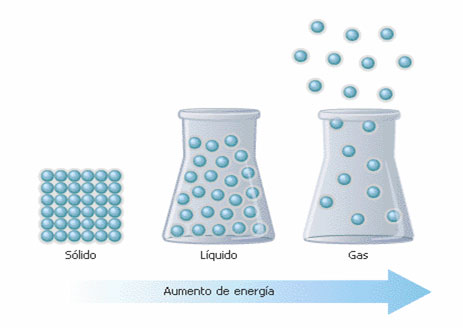 Sólido
Líquido
Gas
Aumento de energía